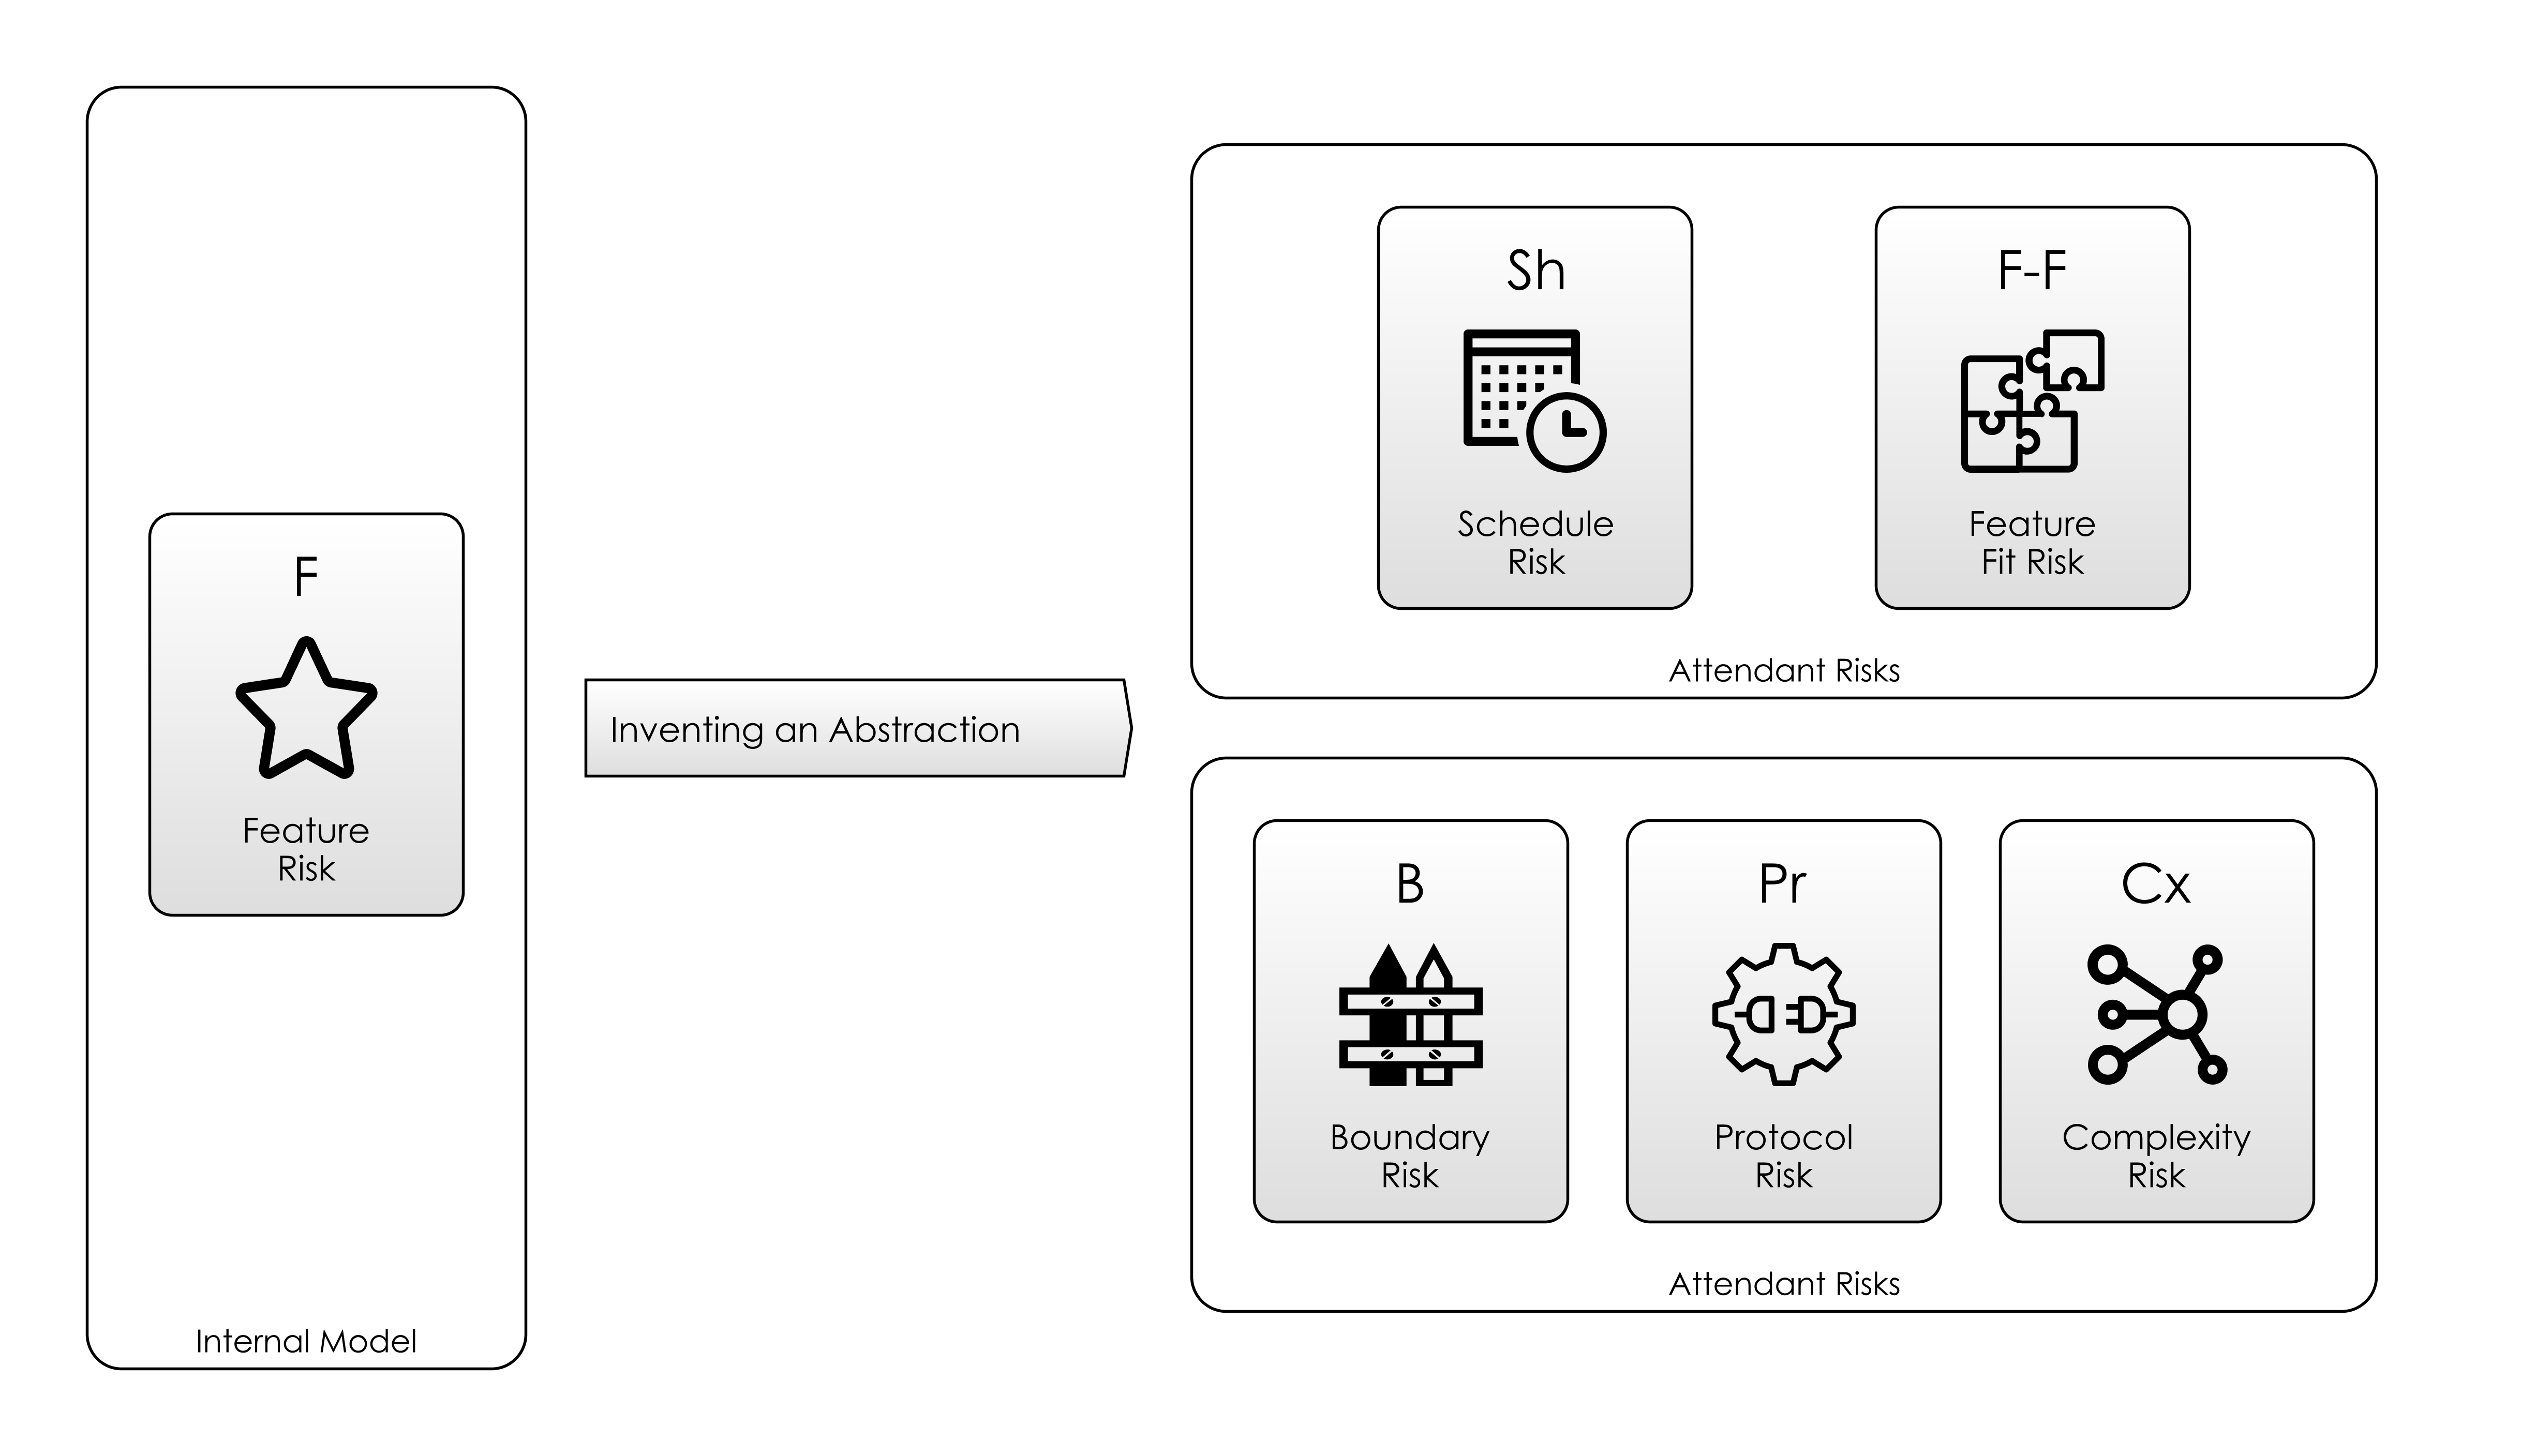 F
Feature
Risk
Internal Model
Inventing an Abstraction
Sh
Schedule
Risk
F-F
Feature
Fit Risk
Attendant Risks
B
Boundary
Risk
Pr
Protocol
Risk
Cx
Complexity
Risk
Attendant Risks